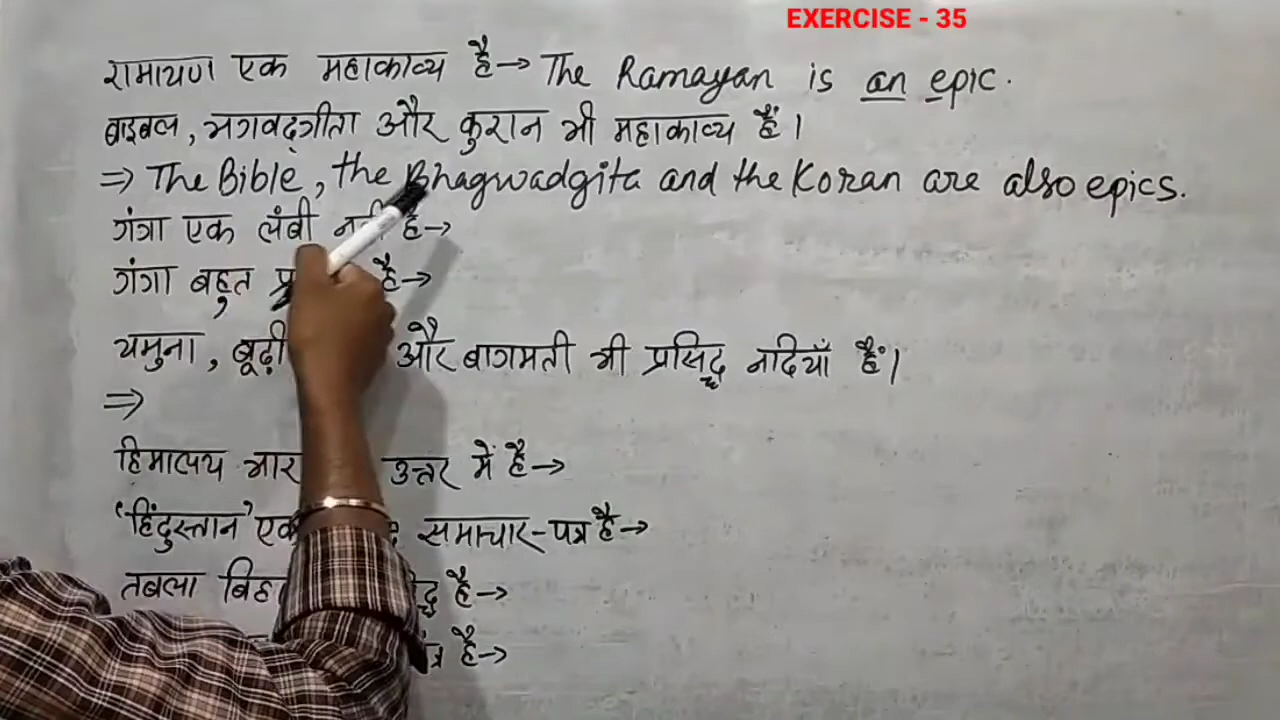 EXERCISE - 35
रामायण एक महाकाव्य है→ The Ramayan is an epic.
बाइबल, भगवद्गीता और कुरान भी महाकाव्य हैं।
⇒ The Bible, the Bhagwadgita and the Koran are also epics.
गंगा एक लंबी नदी है→
गंगा बहुत है→
यमुना, बूढ़ी और बागमती भी प्रसिद्ध नदियाँ हैं।
⇒
हिमालय उत्तर में है→
'हिंदुस्तान' एक समाचार-पत्र है→
तबला है→
है→